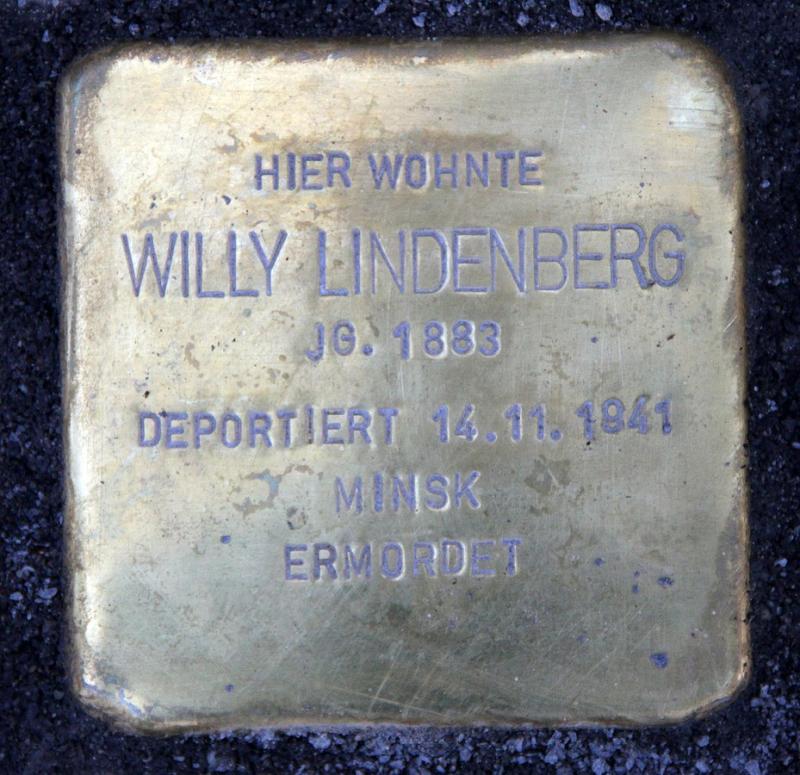 HIER WOHNTE
WILLY LINDENBERG
JG. 1883
DEPORTIERT 14.11.1941
MINSK
ERMORDET